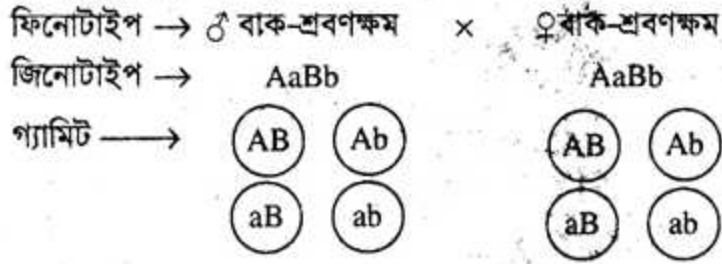 ফিনোটাইপ → ♂ বাক-শ্রবণক্ষম × ♀ বাক-শ্রবণক্ষম
জিনোটাইপ → AaBb AaBb
গ্যামিট → AB Ab AB Ab
aB ab aB ab